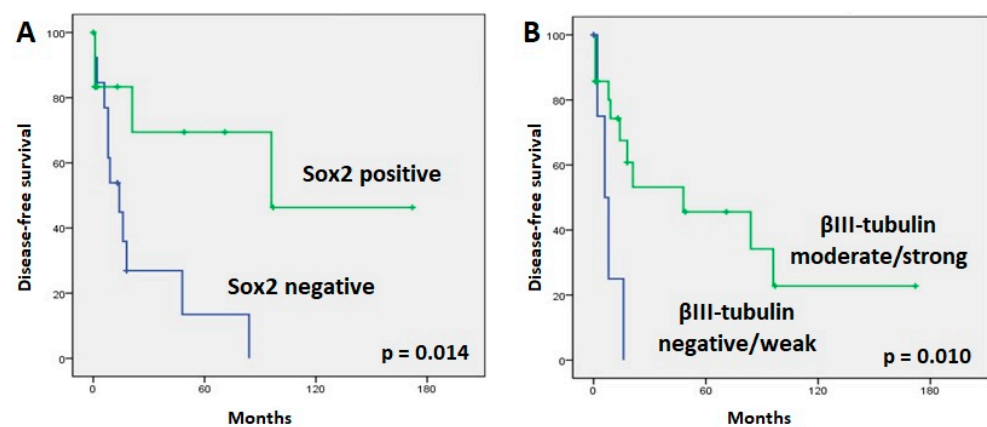 A
Disease-free survival
100
80
60
40
20
0
Sox2 positive
Sox2 negative
p = 0.014
0
60
120
180
Months
B
Disease-free survival
100
80
60
40
20
0
βIII-tubulin
moderate/strong
βIII-tubulin
negative/weak
p = 0.010
0
60
120
180
Months